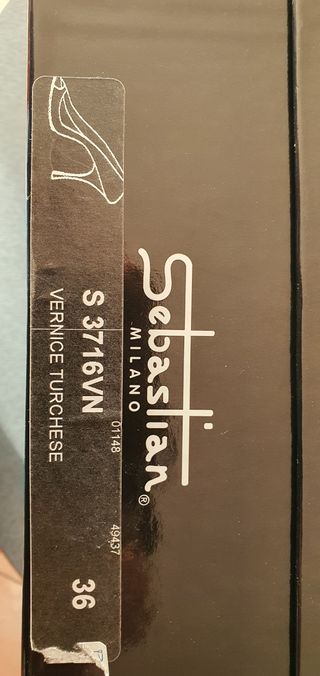 Sebastian®
MILANO
S 3716VN
01148
49437
36
VERNICE TURCHESE